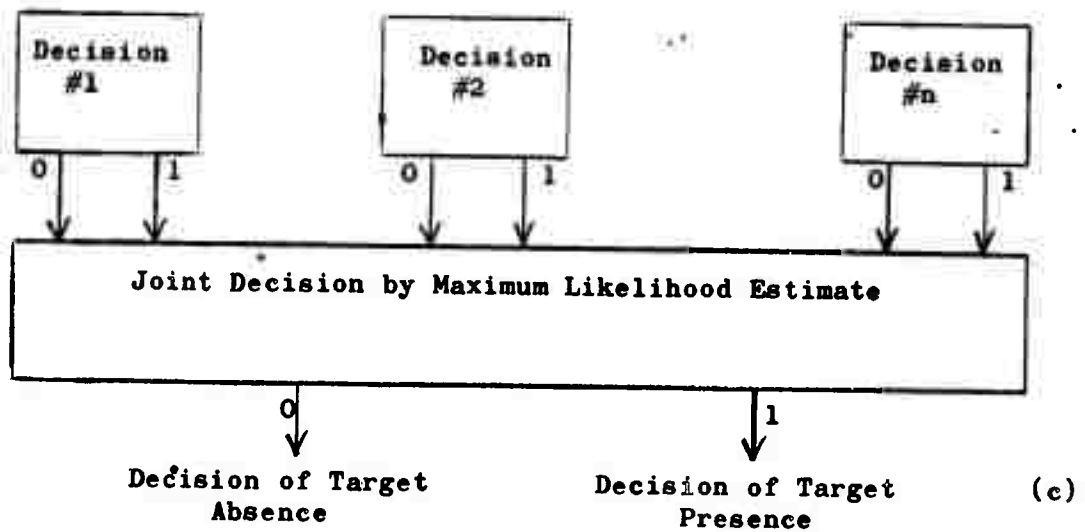 Decision
#1
Decision
#2
Decision
#n
0 1
0 1
0 1
Joint Decision by Maximum Likelihood Estimate
0
1
Decision of Target
Absence
Decision of Target
Presence
(c)